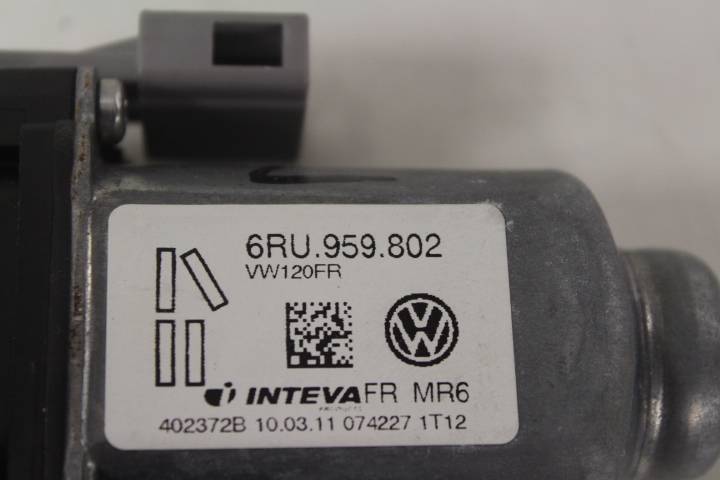 6RU.959.802
VW120FR
INTEVA FR MR6
402372B 10.03.11 074227 1T12